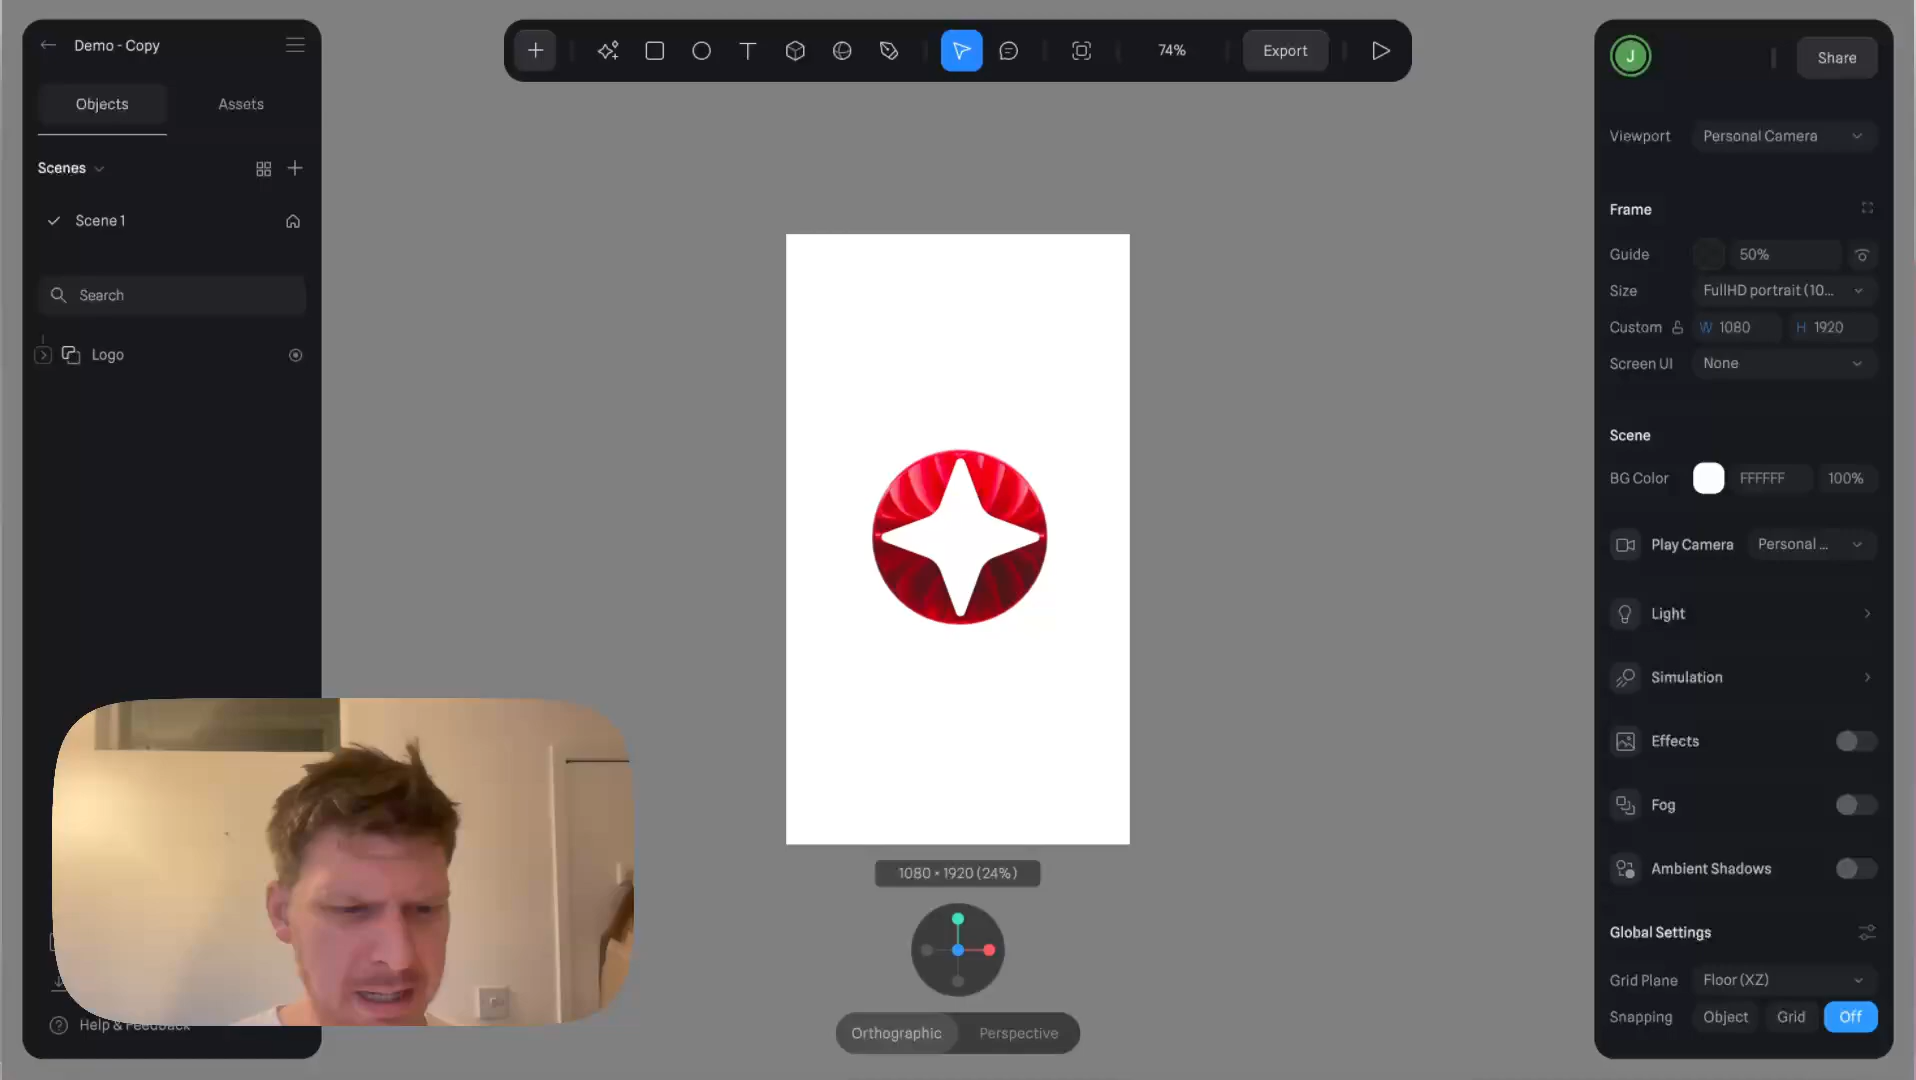 Demo - Copy
Objects
Assets
Scenes
Scene 1
Search
Logo
Help & Feedback
74%
Export
1080 × 1920 (24%)
Orthographic
Perspective
J
Share
Viewport
Personal Camera
Frame
Guide
50%
Size
FullHD portrait (10...
Custom
W 1080
H 1920
Screen UI
None
Scene
BG Color
FFFFFF
100%
Play Camera
Personal ...
Light
Simulation
Effects
Fog
Ambient Shadows
Global Settings
Grid Plane
Floor (XZ)
Snapping
Object
Grid
Off